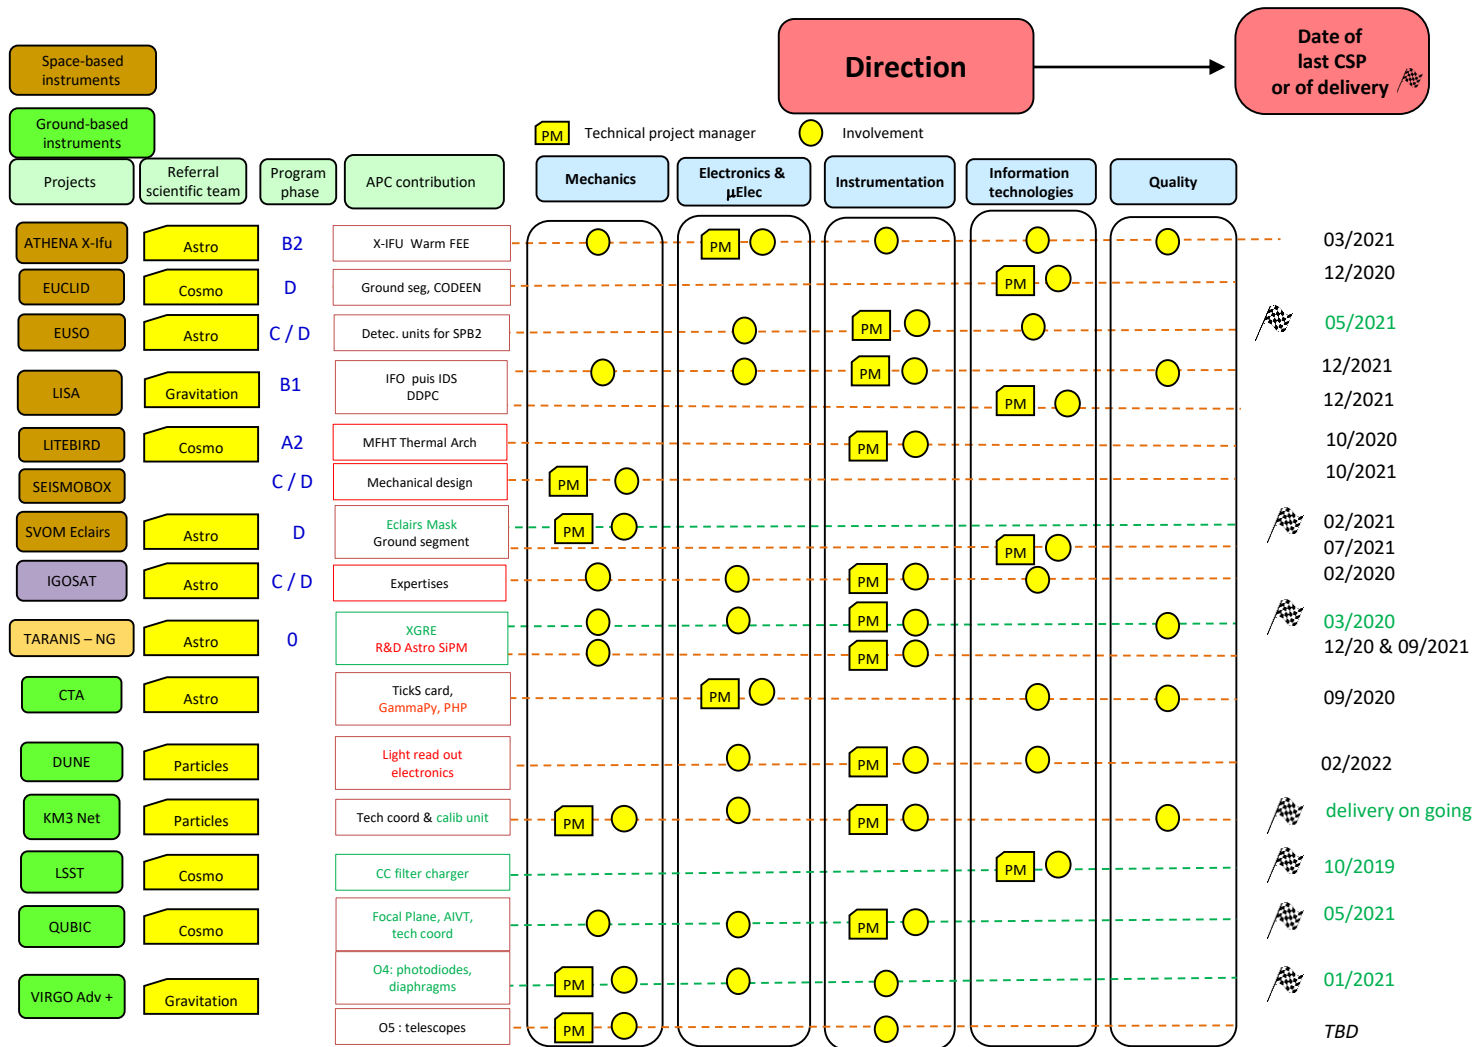 Space-based
instruments
Ground-based
instruments
Direction
Date of
last CSP
or of delivery
PM Technical project manager
Involvement
Projects
Referral
scientific team
Program
phase
APC contribution
Mechanics
Electronics &
µElec
Instrumentation
Information
technologies
Quality
ATHENA X-Ifu
Astro
B2
X-IFU Warm FEE
PM
03/2021
EUCLID
Cosmo
D
Ground seg, CODEEN
PM
12/2020
EUSO
Astro
C / D
Detec. units for SPB2
PM
05/2021
LISA
Gravitation
B1
IFO puis IDS
DDPC
PM
12/2021
PM
12/2021
LITEBIRD
Cosmo
A2
MFHT Thermal Arch
PM
10/2020
SEISMOBOX
C / D
Mechanical design
PM
10/2021
SVOM Eclairs
Astro
D
Eclairs Mask
Ground segment
PM
02/2021
PM
07/2021
IGOSAT
Astro
C / D
Expertises
PM
02/2020
TARANIS – NG
Astro
0
XGRE
R&D Astro SiPM
PM
03/2020
PM
12/20 & 09/2021
CTA
Astro
TickS card,
GammaPy, PHP
PM
09/2020
DUNE
Particles
Light read out
electronics
PM
02/2022
KM3 Net
Particles
Tech coord & calib unit
PM
PM
delivery on going
LSST
Cosmo
CC filter charger
PM
10/2019
QUBIC
Cosmo
Focal Plane, AIVT,
tech coord
PM
05/2021
VIRGO Adv +
Gravitation
O4: photodiodes,
diaphragms
PM
01/2021
O5 : telescopes
PM
TBD